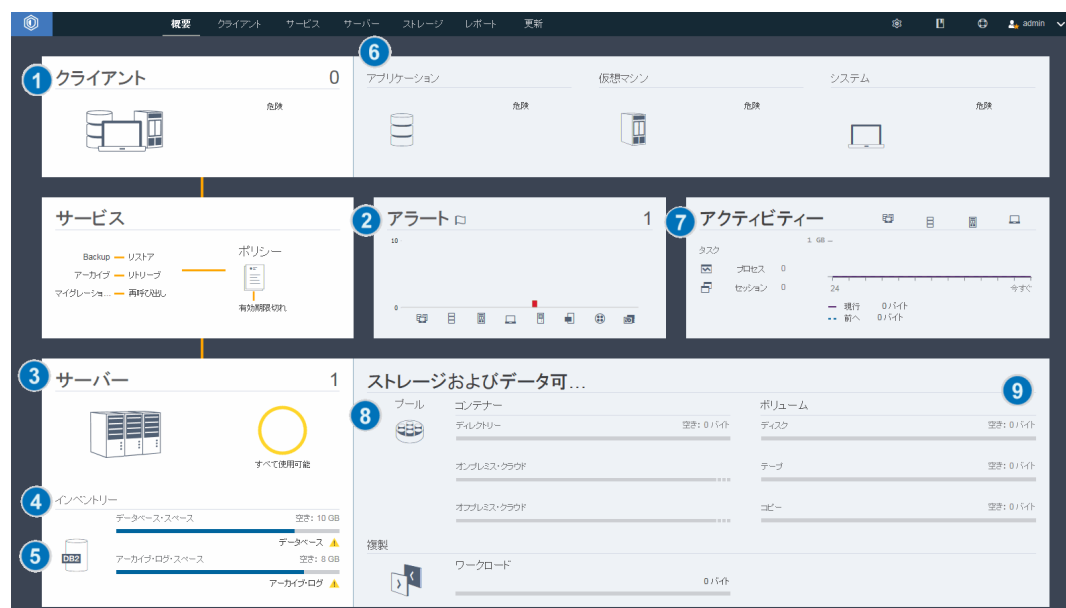 概要 クライアント サービス サーバー ストレージ レポート 更新 admin
6
1 クライアント 0
アプリケーション 仮想マシン システム
危険 危険 危険 危険
サービス
2 アラート 1
7 アクティビティー
Backup リストア
アーカイブ リトリーブ
マイグレーショ... 再呼び出し
ポリシー
有効期限切れ
10
0
タスク
プロセス 0
セッション 0
1 GB
24 今すぐ
現行 0 バイト
前へ 0 バイト
3 サーバー 1
すべて使用可能
4 インベントリー
データベース・スペース 空き: 10 GB
データベース
5 DB2
アーカイブ・ログ・スペース 空き: 8 GB
アーカイブ・ログ
ストレージおよびデータ可...
9
8 プール コンテナー ボリューム
ディレクトリー 空き: 0 バイト ディスク 空き: 0 バイト
オンプレミス・クラウド テープ 空き: 0 バイト
オフプレミス・クラウド コピー 空き: 0 バイト
複製
ワークロード
0 バイト